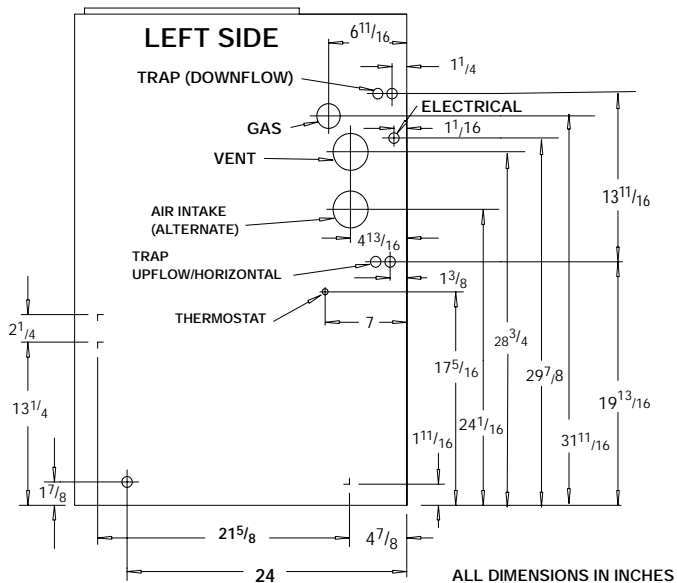 LEFT SIDE
6 11/16
1 1/4
TRAP (DOWNFLOW)
ELECTRICAL
GAS
1 1/16
VENT
13 11/16
AIR INTAKE
(ALTERNATE)
4 13/16
TRAP
UPFLOW/HORIZONTAL
1 3/8
THERMOSTAT
7
2 1/4
28 3/4
17 5/16
29 7/8
13 1/4
19 13/16
24 1/16
31 11/16
1 11/16
1 7/8
21 5/8
4 7/8
24
ALL DIMENSIONS IN INCHES